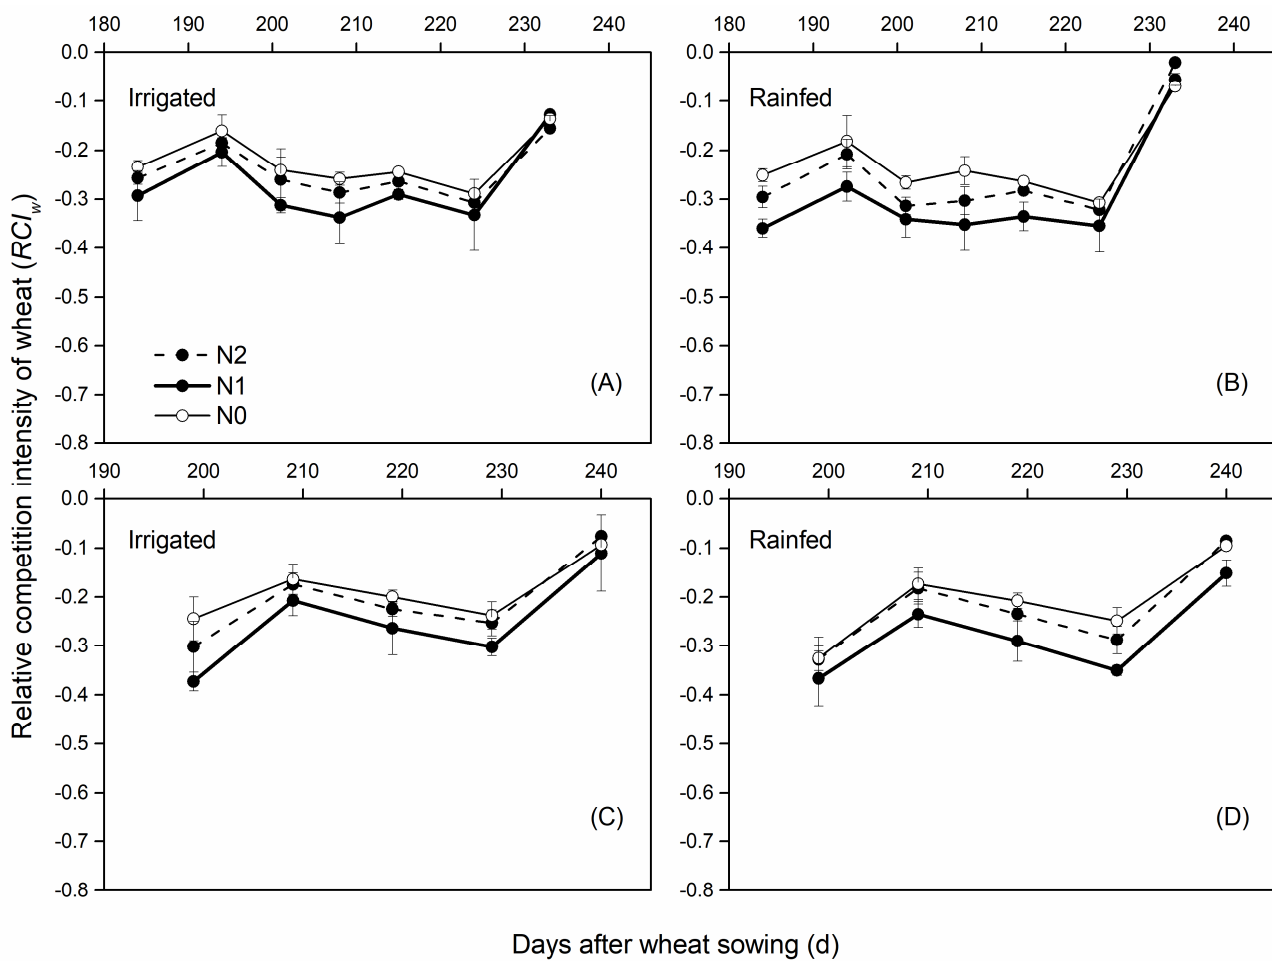 180 190 200 210 220 230 240
0.0
-0.1
-0.2
-0.3
-0.4
-0.5
-0.6
-0.7
-0.8
Irrigated
N2
N1
N0
(A)
180 190 200 210 220 230 240
0.0
-0.1
-0.2
-0.3
-0.4
-0.5
-0.6
-0.7
-0.8
Rainfed
(B)
190 200 210 220 230 240
0.0
-0.1
-0.2
-0.3
-0.4
-0.5
-0.6
-0.7
-0.8
Irrigated
(C)
190 200 210 220 230 240
0.0
-0.1
-0.2
-0.3
-0.4
-0.5
-0.6
-0.7
-0.8
Rainfed
(D)
Relative competition intensity of wheat (RCIw)
Days after wheat sowing (d)